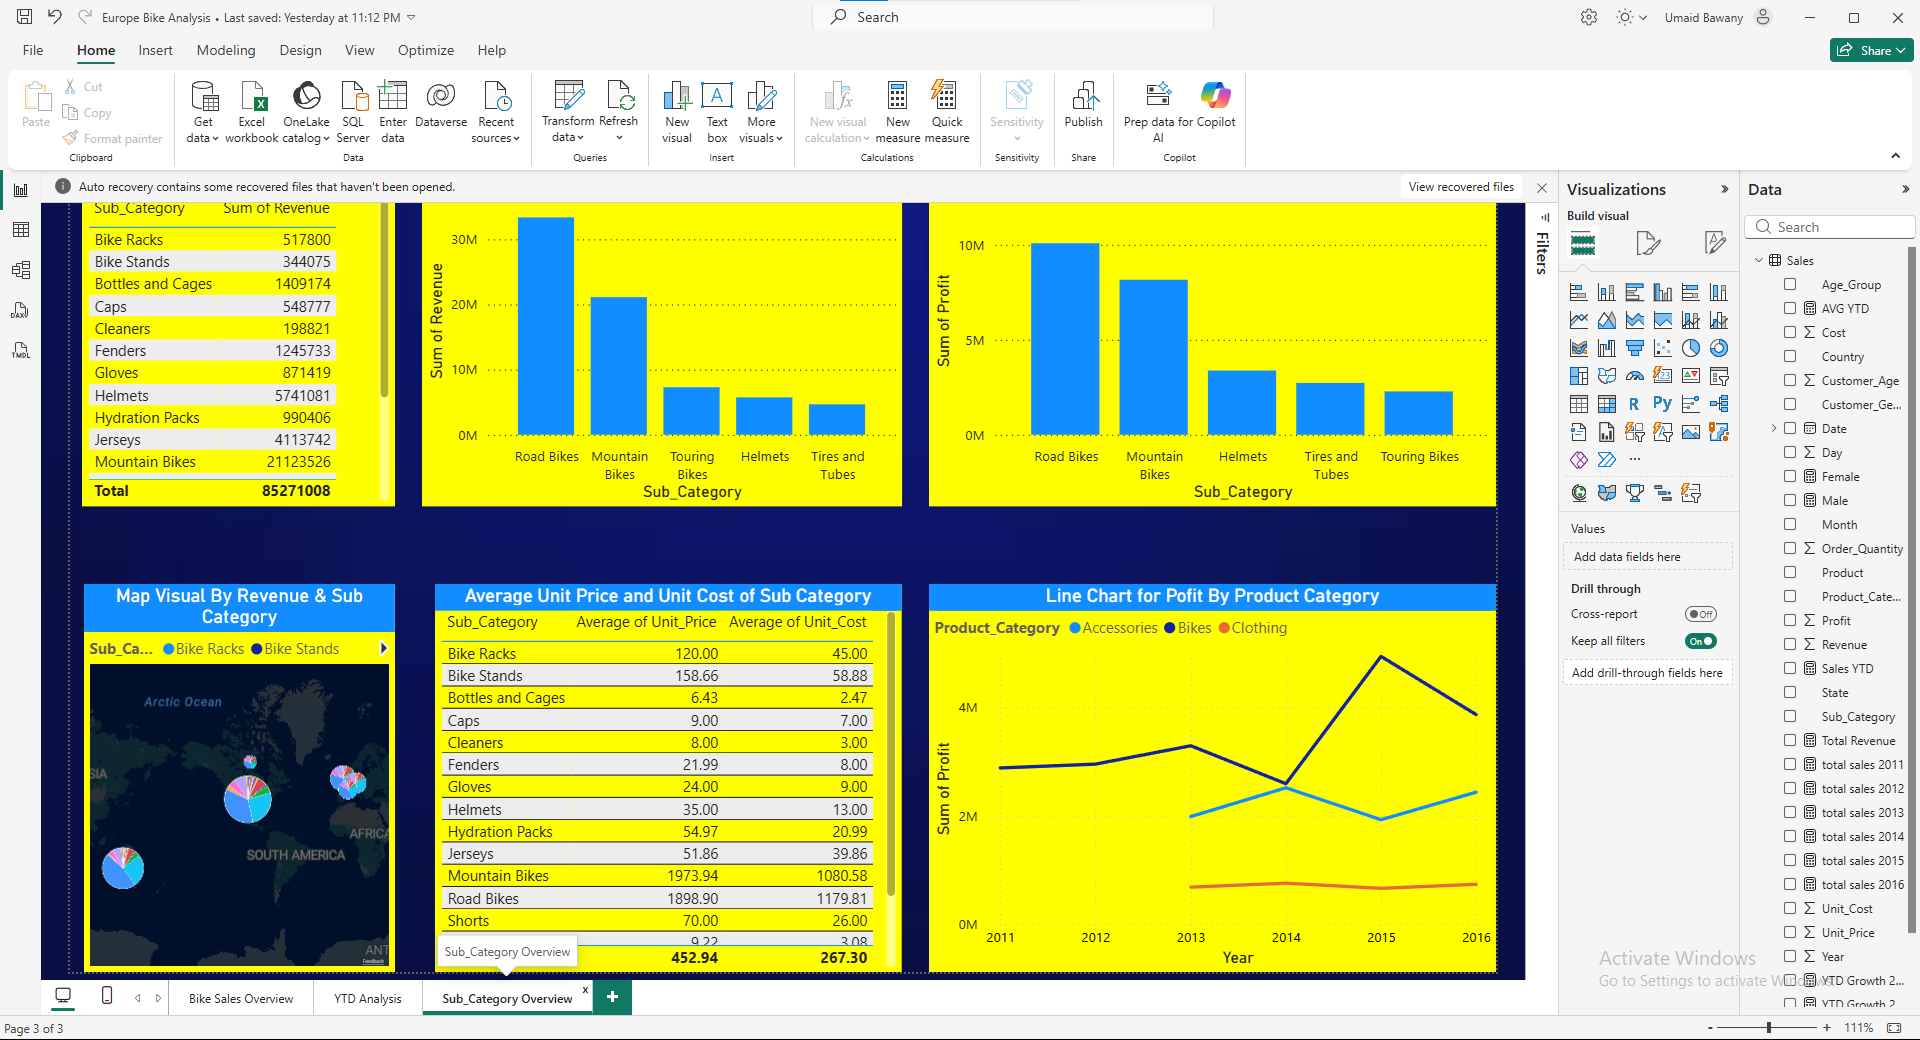 Europe Bike Analysis • Last saved: Yesterday at 11:12 PM
Search
Umaid Bawany
File Home Insert Modeling Design View Optimize Help
Share
Paste
Cut
Copy
Format painter
Clipboard
Get data
Excel workbook
OneLake catalog
SQL Server
Enter data
Dataverse
Recent sources
Data
Transform data
Refresh
Queries
New visual
Text box
More visuals
Insert
New visual calculation
New measure
Quick measure
Calculations
Sensitivity
Sensitivity
Publish
Share
Prep data for AI
Copilot
Copilot
Auto recovery contains some recovered files that haven't been opened.
View recovered files
Sub_Category Sum of Revenue
Bike Racks 517800
Bike Stands 344075
Bottles and Cages 1409174
Caps 548777
Cleaners 198821
Fenders 1245733
Gloves 871419
Helmets 5741081
Hydration Packs 990406
Jerseys 4113742
Mountain Bikes 21123526
Total 85271008
Sum of Revenue
30M
20M
10M
0M
Road Bikes
Mountain Bikes
Touring Bikes
Helmets
Tires and Tubes
Sub_Category
Sum of Profit
10M
5M
0M
Road Bikes
Mountain Bikes
Helmets
Tires and Tubes
Touring Bikes
Sub_Category
Map Visual By Revenue & Sub
Category
Sub_Ca... Bike Racks Bike Stands
Arctic Ocean
SIA
AFRICA
SOUTH AMERICA
ANT
Feedback
Average Unit Price and Unit Cost of Sub Category
Sub_Category Average of Unit_Price Average of Unit_Cost
Bike Racks 120.00 45.00
Bike Stands 158.66 58.88
Bottles and Cages 6.43 2.47
Caps 9.00 7.00
Cleaners 8.00 3.00
Fenders 21.99 8.00
Gloves 24.00 9.00
Helmets 35.00 13.00
Hydration Packs 54.97 20.99
Jerseys 51.86 39.86
Mountain Bikes 1973.94 1080.58
Road Bikes 1898.90 1179.81
Shorts 70.00 26.00
9.22 3.08
452.94 267.30
Sub_Category Overview
Line Chart for Pofit By Product Category
Product_Category Accessories Bikes Clothing
Sum of Profit
4M
2M
0M
2011 2012 2013 2014 2015 2016
Year
Filters
Visualizations
Build visual
R
Py
123
...
Values
Add data fields here
Drill through
Cross-report Off
Keep all filters On
Add drill-through fields here
Data
Search
Sales
Age_Group
AVG YTD
Cost
Country
Customer_Age
Customer_Ge...
Date
Day
Female
Male
Month
Order_Quantity
Product
Product_Cate...
Profit
Revenue
Sales YTD
State
Sub_Category
Total Revenue
total sales 2011
total sales 2012
total sales 2013
total sales 2014
total sales 2015
total sales 2016
Unit_Cost
Unit_Price
Year
YTD Growth 2...
YTD Growth 2
Activate Windows
Go to Settings to activate
Bike Sales Overview
YTD Analysis
Sub_Category Overview
x
+
Page 3 of 3
- + 111%